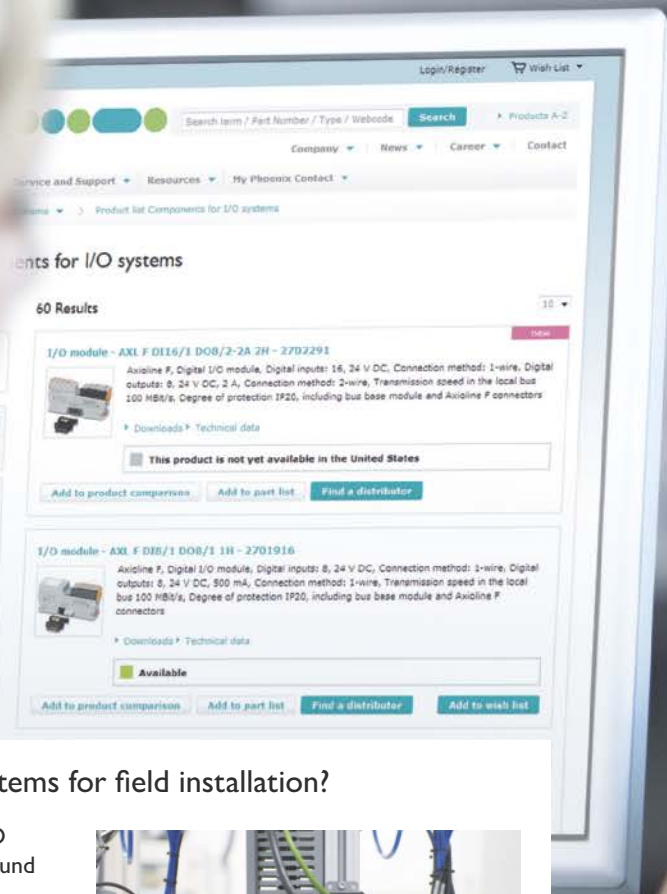 Login/Register Wish List
Search term / Part Number / Type / Webcode Search Products A-Z
Company News Career Contact
Service and Support Resources My Phoenix Contact
Product list Components for I/O systems
ents for I/O systems
60 Results
10
new
I/O module - AXL F DI16/1 DO8/2-2A 2H - 2702291
Axioline F, Digital I/O module, Digital inputs: 16, 24 V DC, Connection method: 1-wire, Digital
outputs: 8, 24 V DC, 2 A, Connection method: 2-wire, Transmission speed in the local bus
100 MBit/s, Degree of protection IP20, including bus base module and Axioline F connectors
Downloads Technical data
This product is not yet available in the United States
Add to product comparison Add to part list Find a distributor
I/O module - AXL F DI8/1 DO8/1 1H - 2701916
Axioline F, Digital I/O module, Digital inputs: 8, 24 V DC, Connection method: 1-wire, Digital
outputs: 8, 24 V DC, 500 mA, Connection method: 1-wire, Transmission speed in the local
bus 100 MBit/s, Degree of protection IP20, including bus base module and Axioline F
connectors
Downloads Technical data
Available
Add to product comparison Add to part list Find a distributor Add to wish list
tems for field installation?
und